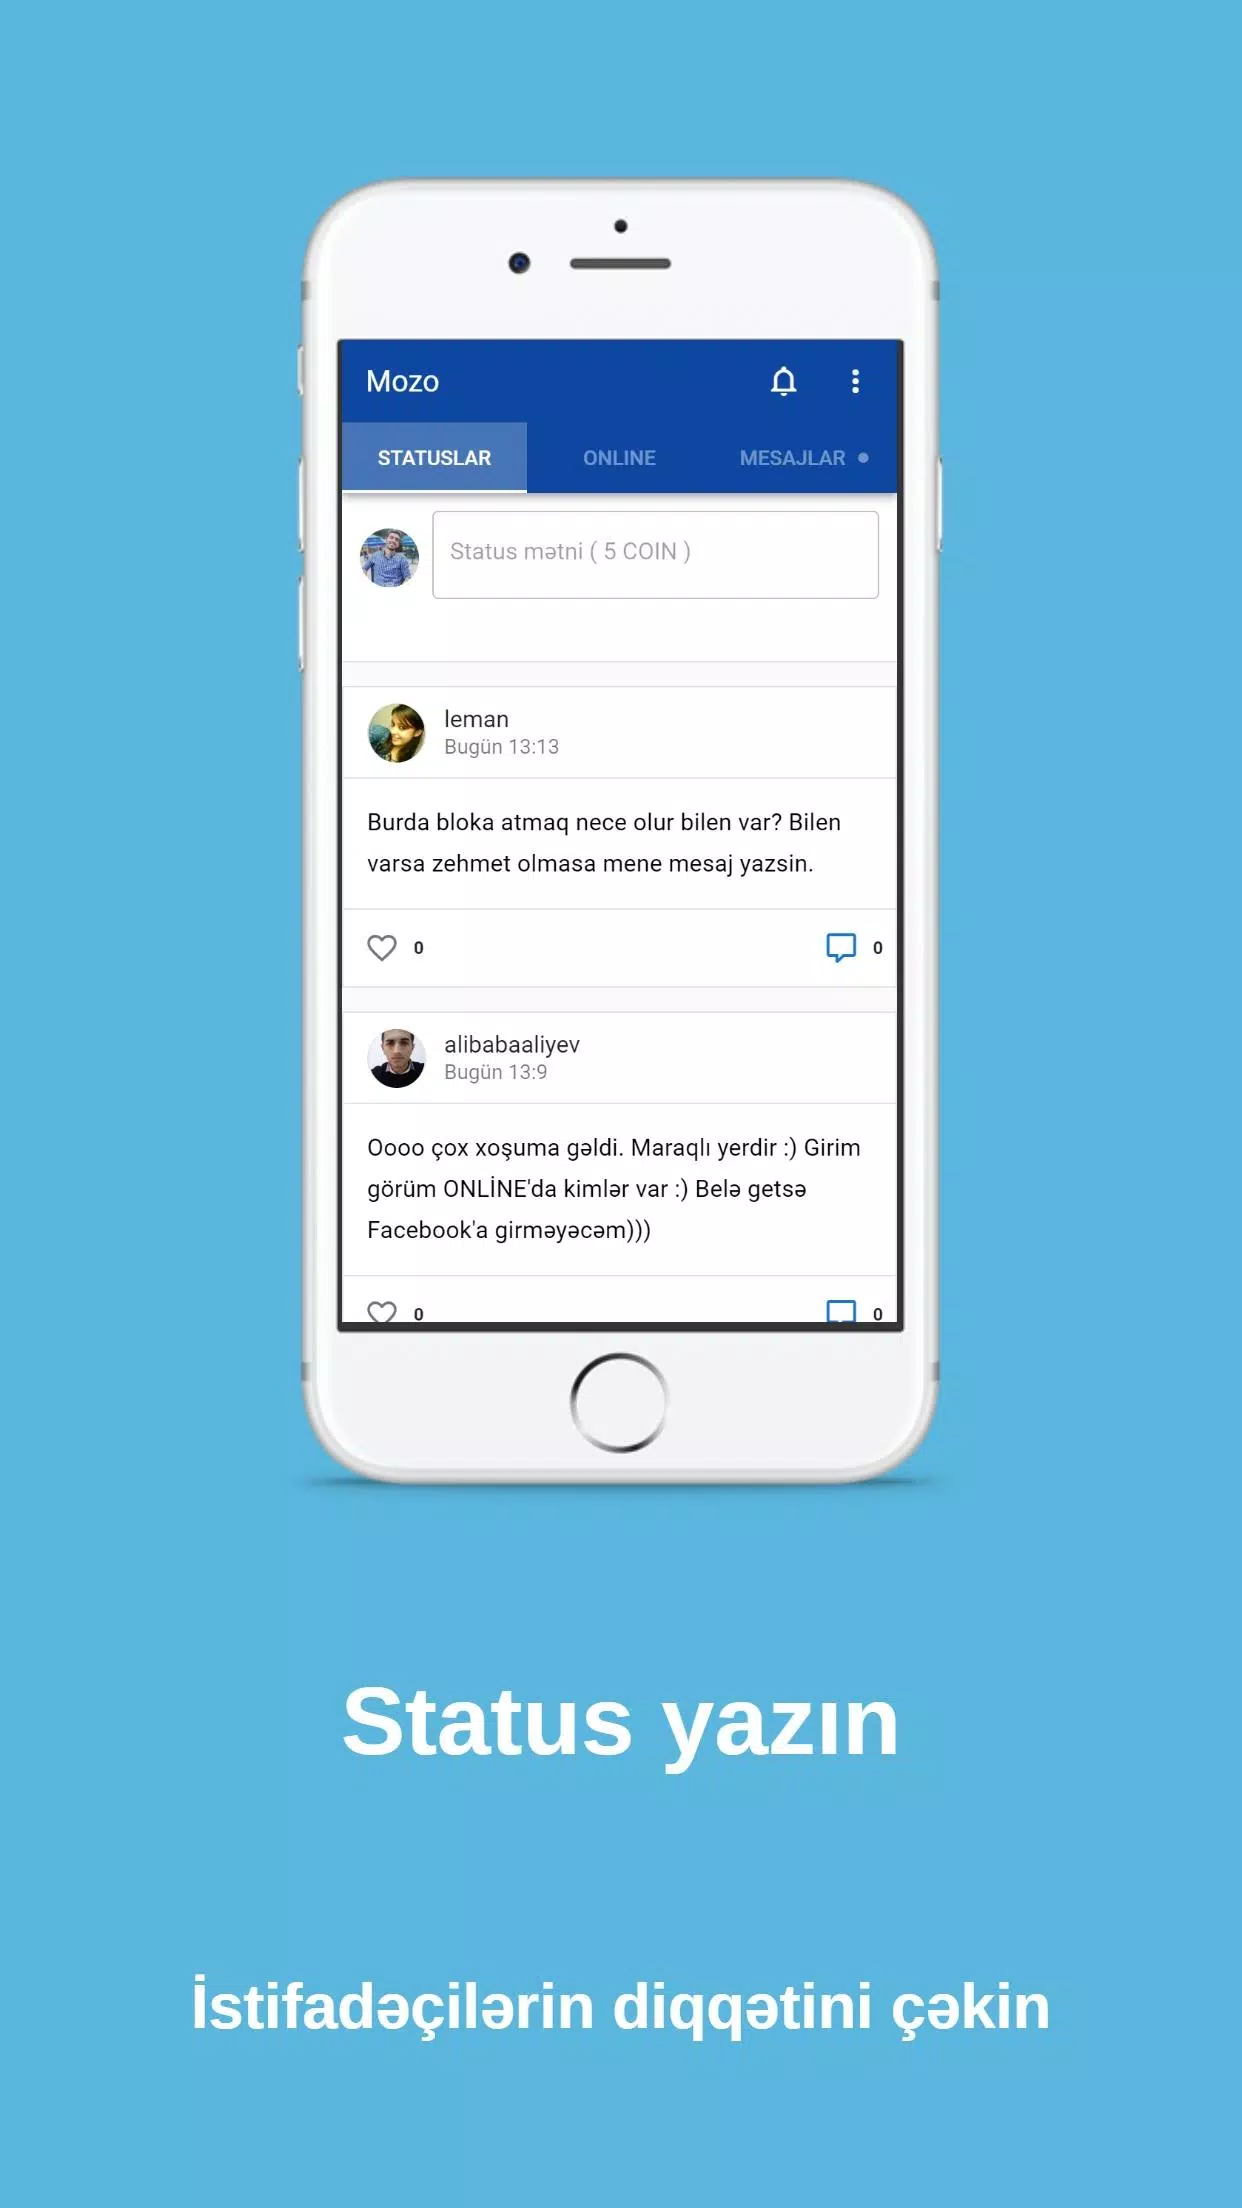 Mozo
STATUSLAR ONLINE MESAJLAR
Status mətni ( 5 COIN )
leman
Bugün 13:13
Burda bloka atmaq nece olur bilen var? Bilen
varsa zehmet olmasa mene mesaj yazsin.
0 0
alibabaaliyev
Bugün 13:9
Oooo çox xoşuma gəldi. Maraqlı yerdir :) Girim
görüm ONLİNE'da kimlər var :) Belə getsə
Facebook'a girməyəcəm)))
0 0
Status yazın
İstifadəçilərin diqqətini çəkin